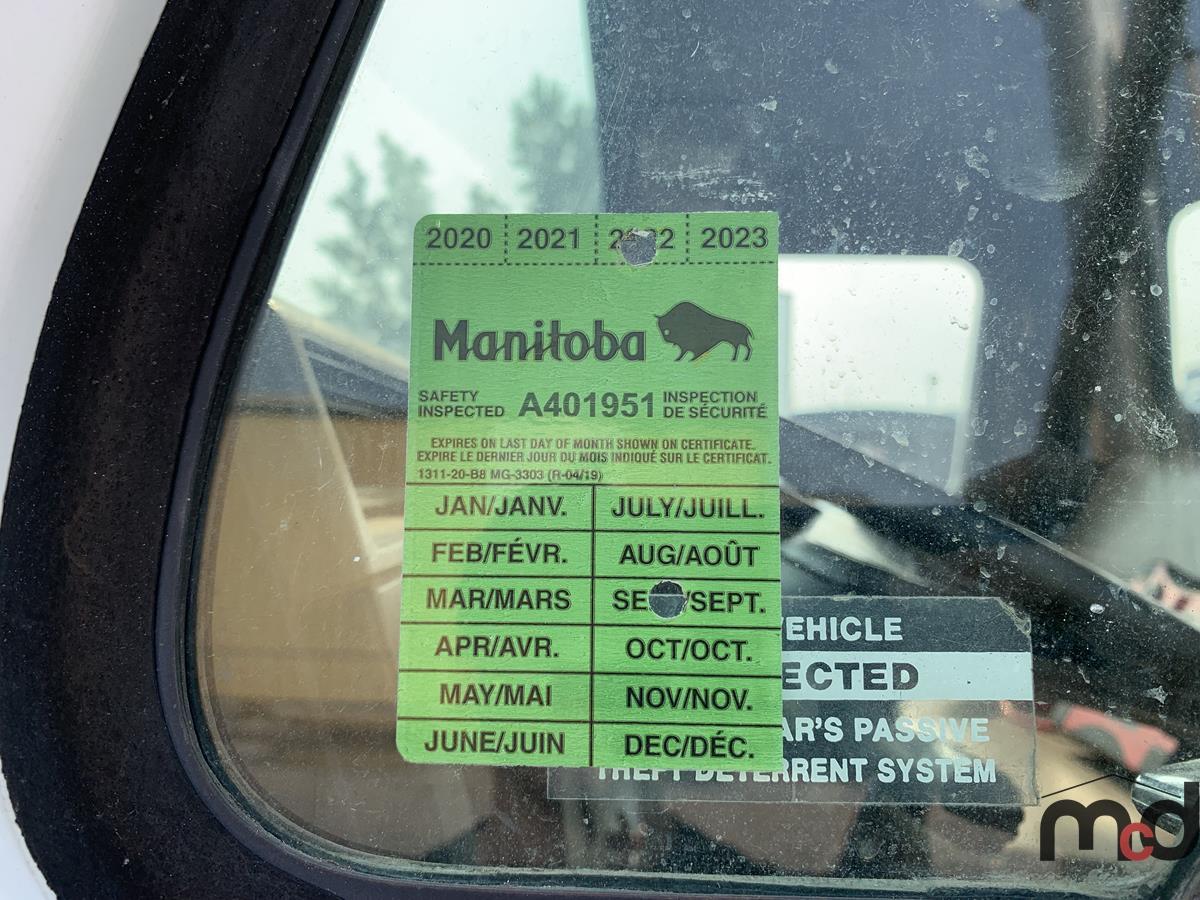 2020 2021 2022 2023
Manitoba
SAFETY INSPECTED A401951 INSPECTION DE SÉCURITÉ
EXPIRES ON LAST DAY OF MONTH SHOWN ON CERTIFICATE.
EXPIRE LE DERNIER JOUR DU MOIS INDIQUÉ SUR LE CERTIFICAT.
1311-20-B8 MG-3303 (R-04/19)
JAN/JANV. JULY/JUILL.
FEB/FÉVR. AUG/AOÛT
MAR/MARS SE /SEPT.
APR/AVR. OCT/OCT.
MAY/MAI NOV/NOV.
JUNE/JUIN DEC/DÉC.
VEHICLE
ECTED
AR'S PASSIVE
THEFT DETERRENT SYSTEM
mcd